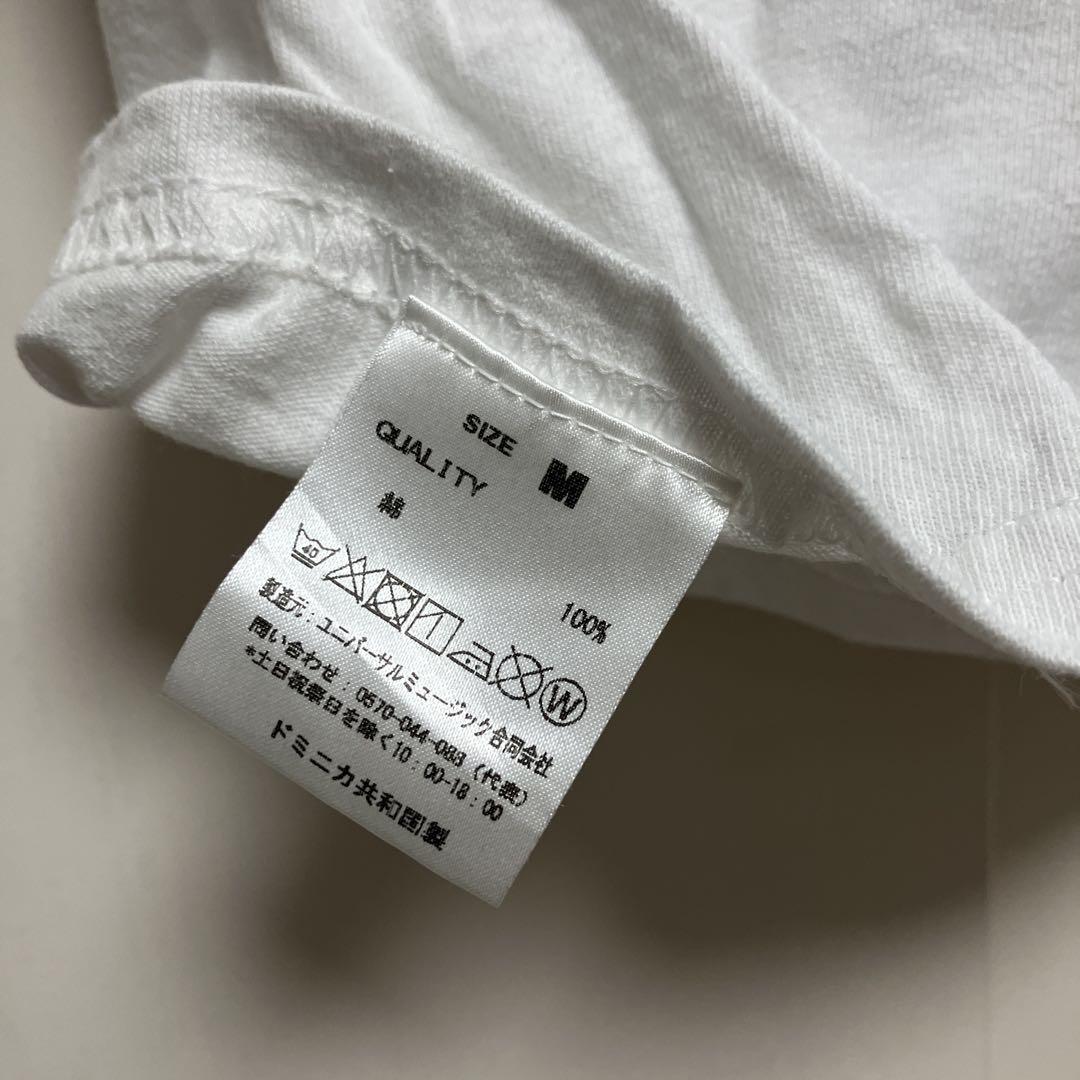 SIZE M
QUALITY
綿 100%
40 W
製造元：ユニバーサルミュージック合同会社
問い合わせ：0570-044-088（代表）
*土日祝祭日を除く10：00-18：00
ドミニカ共和国製